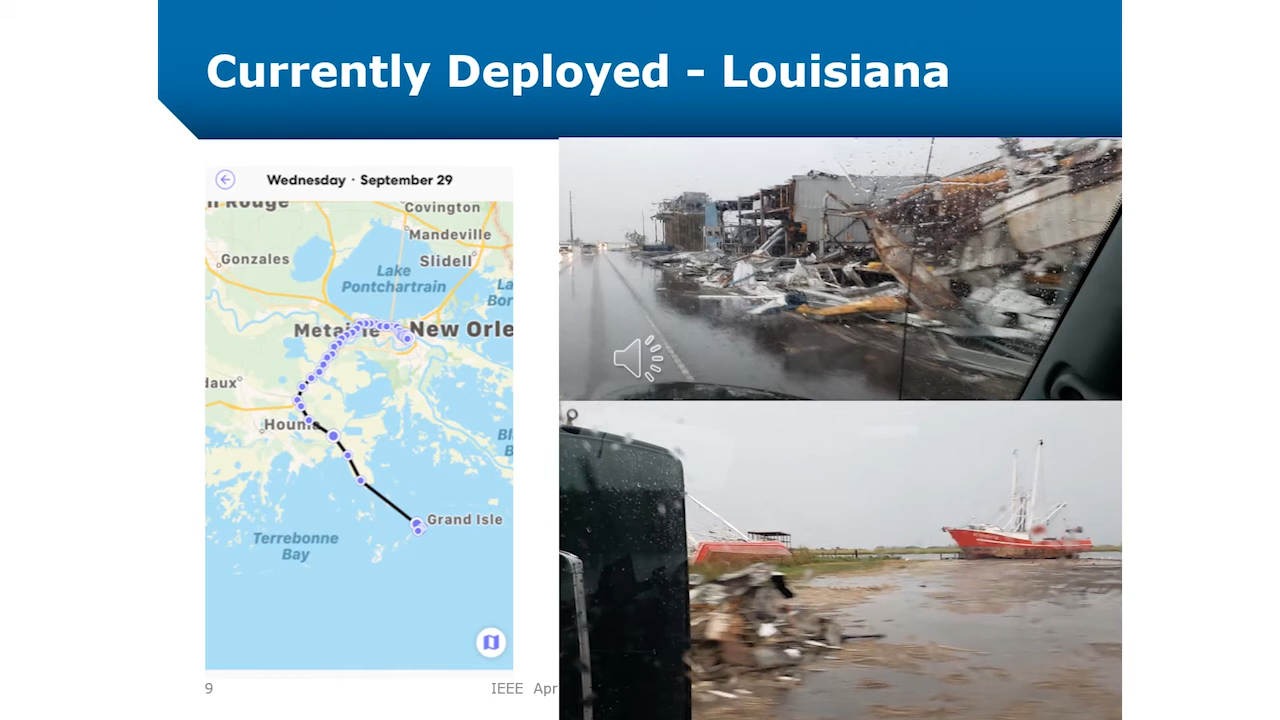 Currently Deployed - Louisiana
Wednesday · September 29
Covington
Mandeville
Gonzales
Slidell
Lake
Pontchartrain
New Orle
Houma
Grand Isle
Terrebonne
Bay
9
IEEE Apr